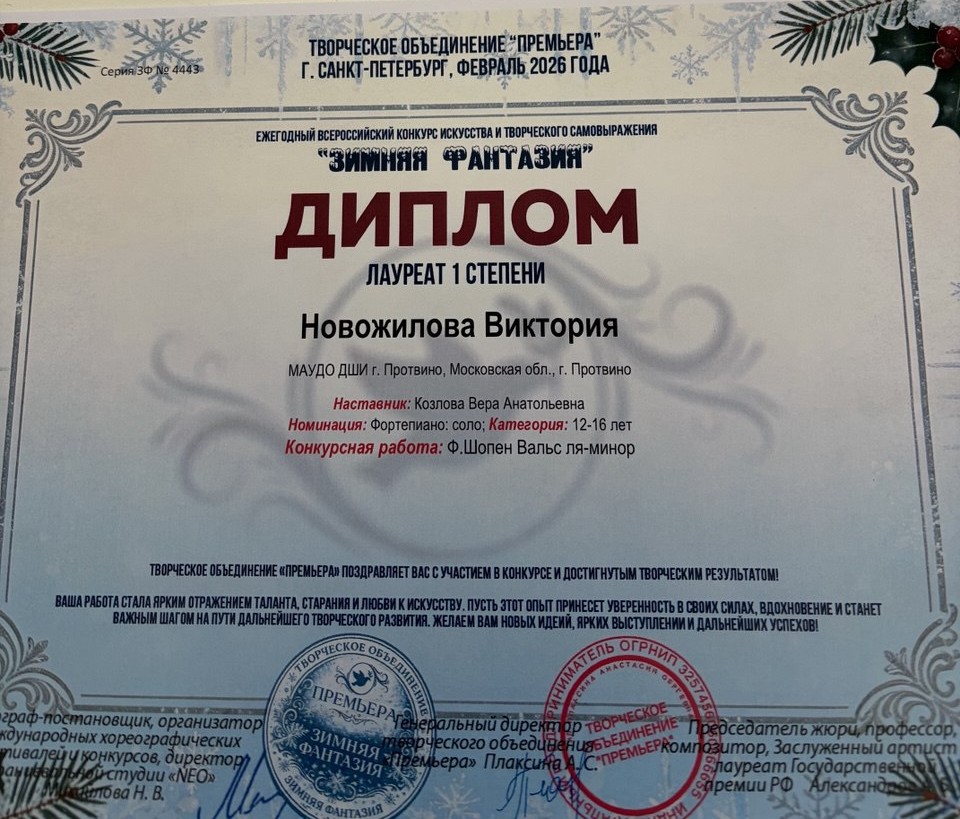 Серия ЗФ № 4443
ТВОРЧЕСКОЕ ОБЪЕДИНЕНИЕ "ПРЕМЬЕРА"
Г. САНКТ-ПЕТЕРБУРГ, ФЕВРАЛЬ 2026 ГОДА
ЕЖЕГОДНЫЙ ВСЕРОССИЙСКИЙ КОНКУРС ИСКУССТВА И ТВОРЧЕСКОГО САМОВЫРАЖЕНИЯ
"ЗИМНЯЯ ФАНТАЗИЯ"
ДИПЛОМ
ЛАУРЕАТ 1 СТЕПЕНИ
Новожилова Виктория
МАУДО ДШИ г. Протвино, Московская обл., г. Протвино
Наставник: Козлова Вера Анатольевна
Номинация: Фортепиано: соло; Категория: 12-16 лет
Конкурсная работа: Ф.Шопен Вальс ля-минор
ТВОРЧЕСКОЕ ОБЪЕДИНЕНИЕ «ПРЕМЬЕРА» ПОЗДРАВЛЯЕТ ВАС С УЧАСТИЕМ В КОНКУРСЕ И ДОСТИГНУТЫМ ТВОРЧЕСКИМ РЕЗУЛЬТАТОМ!
ВАША РАБОТА СТАЛА ЯРКИМ ОТРАЖЕНИЕМ ТАЛАНТА, СТАРАНИЯ И ЛЮБВИ К ИСКУССТВУ. ПУСТЬ ЭТОТ ОПЫТ ПРИНЕСЕТ УВЕРЕННОСТЬ В СВОИХ СИЛАХ, ВДОХНОВЕНИЕ И СТАНЕТ
ВАЖНЫМ ШАГОМ НА ПУТИ ДАЛЬНЕЙШЕГО ТВОРЧЕСКОГО РАЗВИТИЯ. ЖЕЛАЕМ ВАМ НОВЫХ ИДЕЙ, ЯРКИХ ВЫСТУПЛЕНИИ И ДАЛЬНЕЙШИХ УСПЕХОВ!
граф-постановщик, организатор
ждународных хореографических
тивалей и конкурсов, директор
студии «NEO»
Н. В.
ТВОРЧЕСКОЕ ОБЪЕДИНЕНИЕ
ПРЕМЬЕРА
ЗИМНЯЯ
ФАНТАЗИЯ
ЗИМНЯЯ ФАНТАЗИЯ
Генеральный директор
творческого объединения
«Премьера» Плаксина А.С.
ОГРНИП
ТВОРЧЕСКОЕ
ОБЪЕДИНЕНИЕ
"ПРЕМЬЕРА"
Председатель жюри, профессор,
композитор, Заслуженный артист
лауреат Государственной
премии РФ